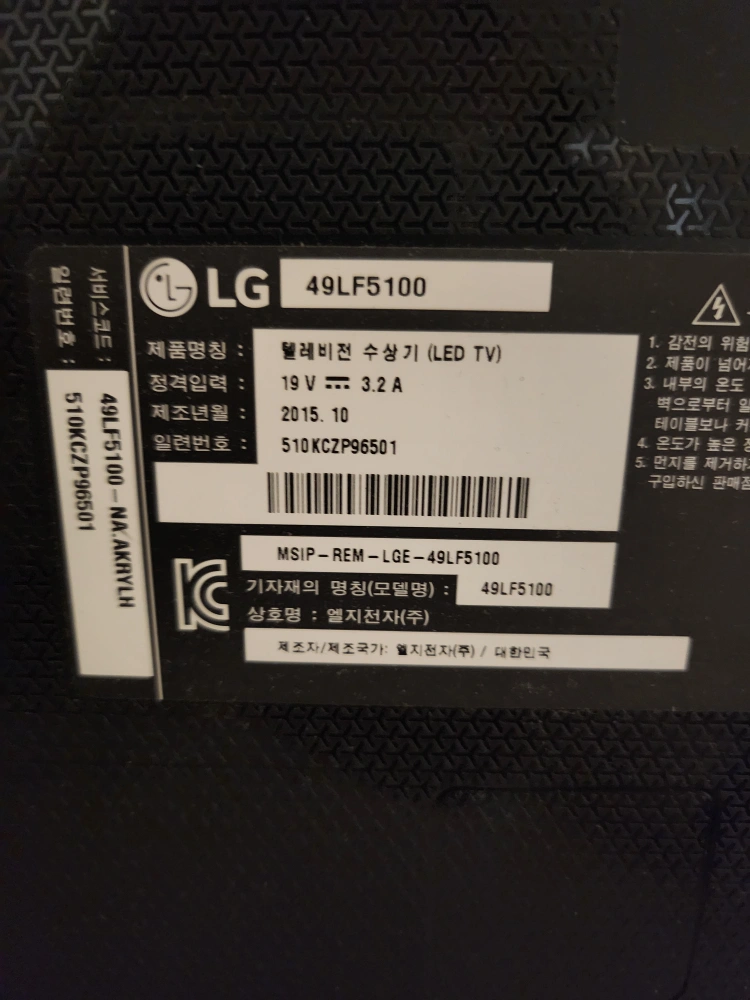 LG 49LF5100
제품명칭 : 텔레비전 수상기 (LED TV)
정격입력 : 19 V 3.2 A
제조년월 : 2015. 10
일련번호 : 510KCZP96501
MSIP-REM-LGE-49LF5100
기자재의 명칭(모델명) : 49LF5100
상호명 : 엘지전자(주)
제조자/제조국가: 엘지전자(주) / 대한민국
서비스코드 : 49LF5100-NA.AKRYLH
일련번호 : 510KCZP96501
1. 감전의 위험
2. 제품이 넘어
3. 내부의 온도
벽으로부터
테이블보나 커
4. 온도가 높은
5. 먼지를 제거하
구입하신 판매점